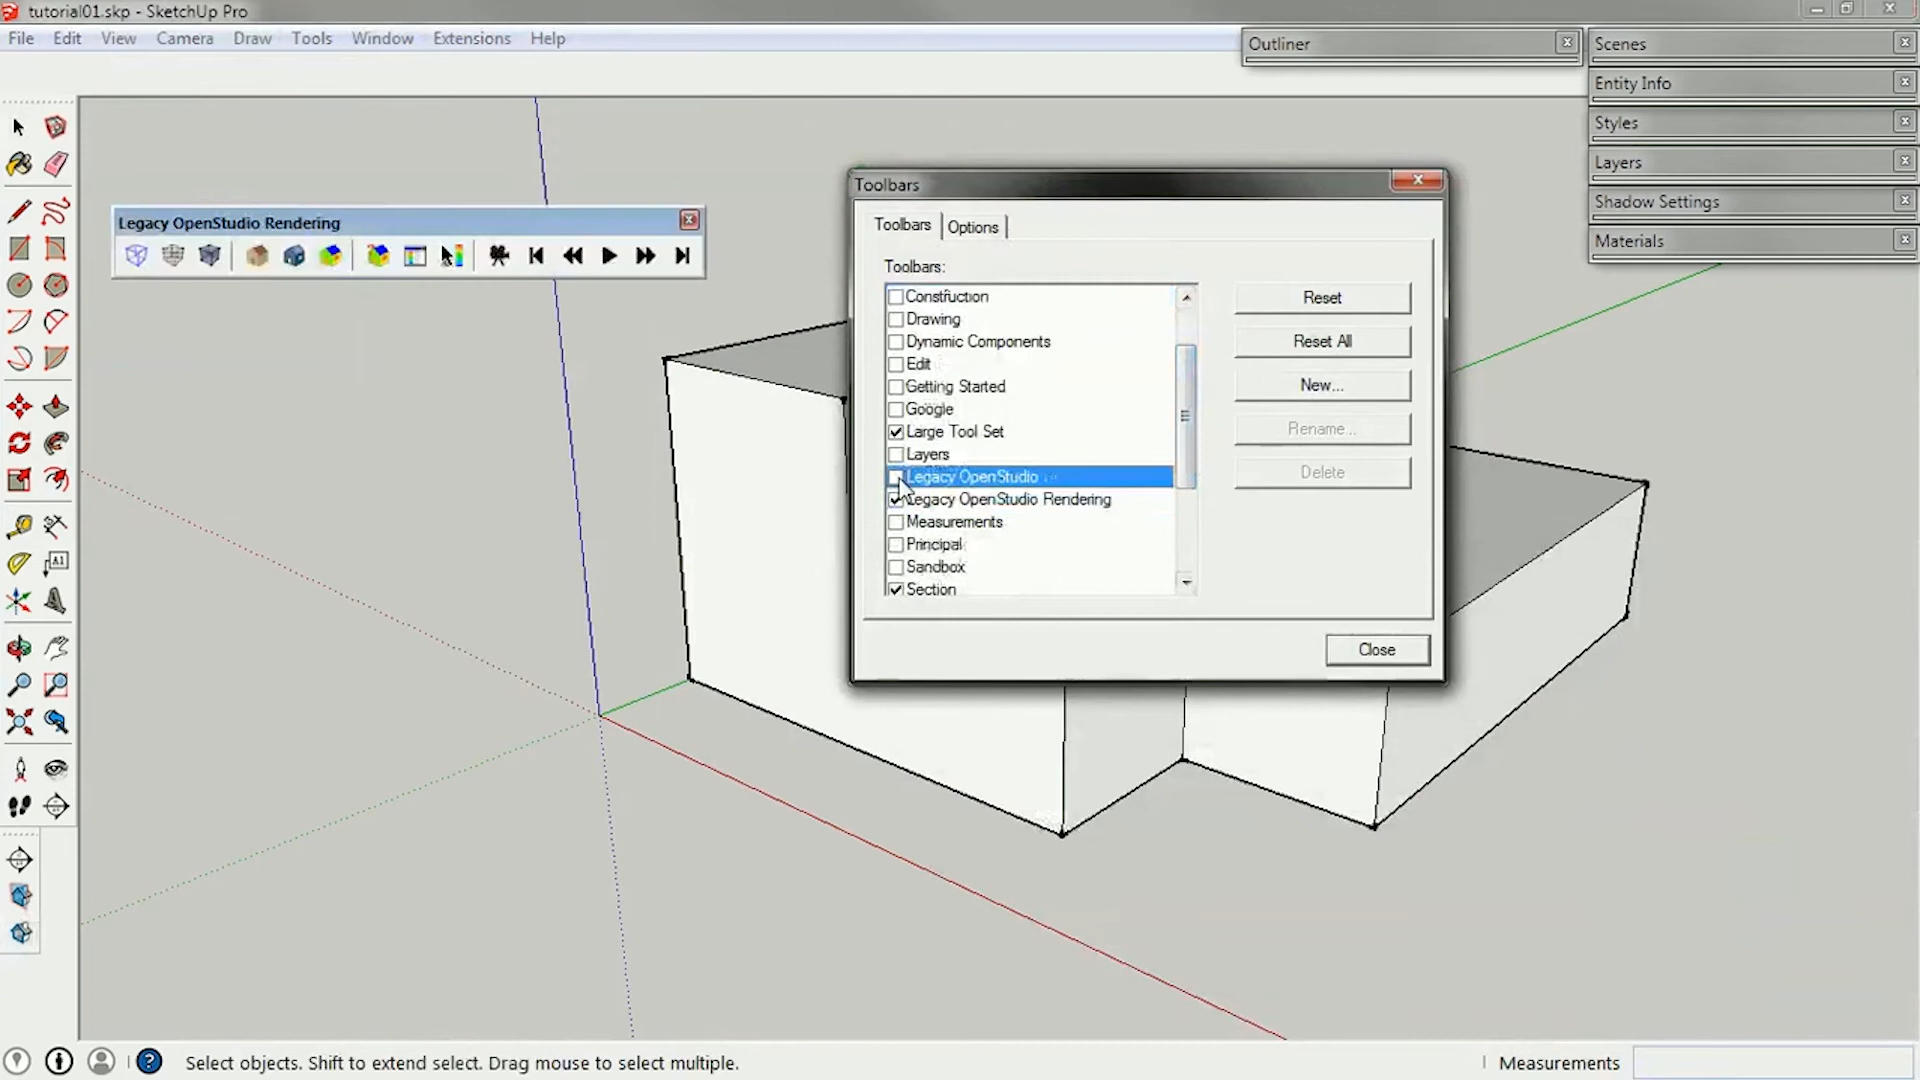 tutorial01.skp - SketchUp Pro
File Edit View Camera Draw Tools Window Extensions Help
Outliner
Scenes
Entity Info
Styles
Layers
Shadow Settings
Materials
Legacy OpenStudio Rendering
Toolbars
Toolbars Options
Toolbars:
Construction
Drawing
Dynamic Components
Edit
Getting Started
Google
Large Tool Set
Layers
Legacy OpenStudio
Legacy OpenStudio Rendering
Measurements
Principal
Sandbox
Section
Reset
Reset All
New...
Rename...
Delete
Close
A1
Select objects. Shift to extend select. Drag mouse to select multiple.
Measurements